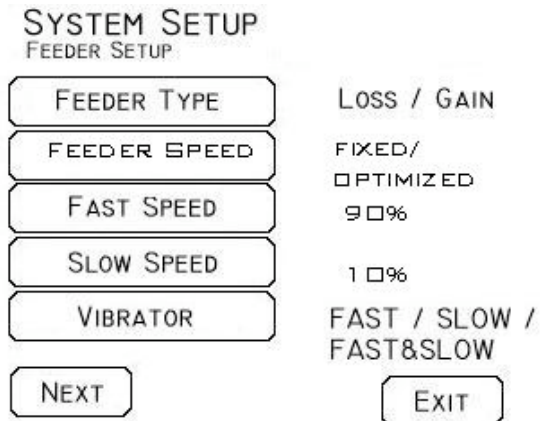 SYSTEM SETUP
FEEDER SETUP
FEEDER TYPE LOSS / GAIN
FEEDER SPEED FIXED/
OPTIMIZED
FAST SPEED 90%
SLOW SPEED 10%
VIBRATOR FAST / SLOW /
FAST&SLOW
NEXT EXIT